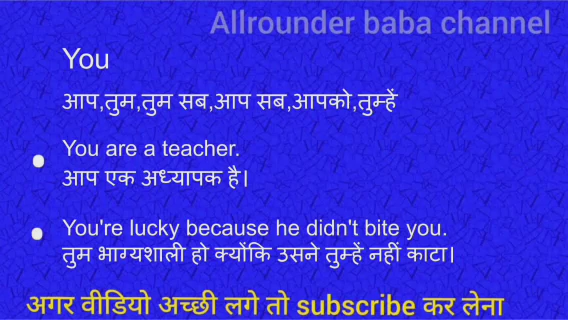 Allrounder baba channel
You
आप,तुम,तुम सब,आप सब,आपको,तुम्हें
You are a teacher.
आप एक अध्यापक है।
You're lucky because he didn't bite you.
तुम भाग्यशाली हो क्योंकि उसने तुम्हें नहीं काटा।
अगर वीडियो अच्छी लगे तो subscribe कर लेना